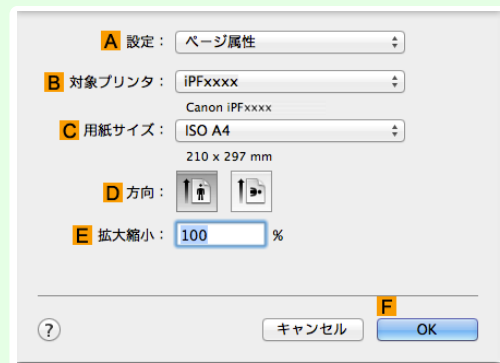 A 設定： ページ属性
B 対象プリンタ： iPFxxxx
Canon iPFxxxx
C 用紙サイズ： ISO A4
210 x 297 mm
D 方向：
E 拡大縮小： 100 %
F
? キャンセル OK